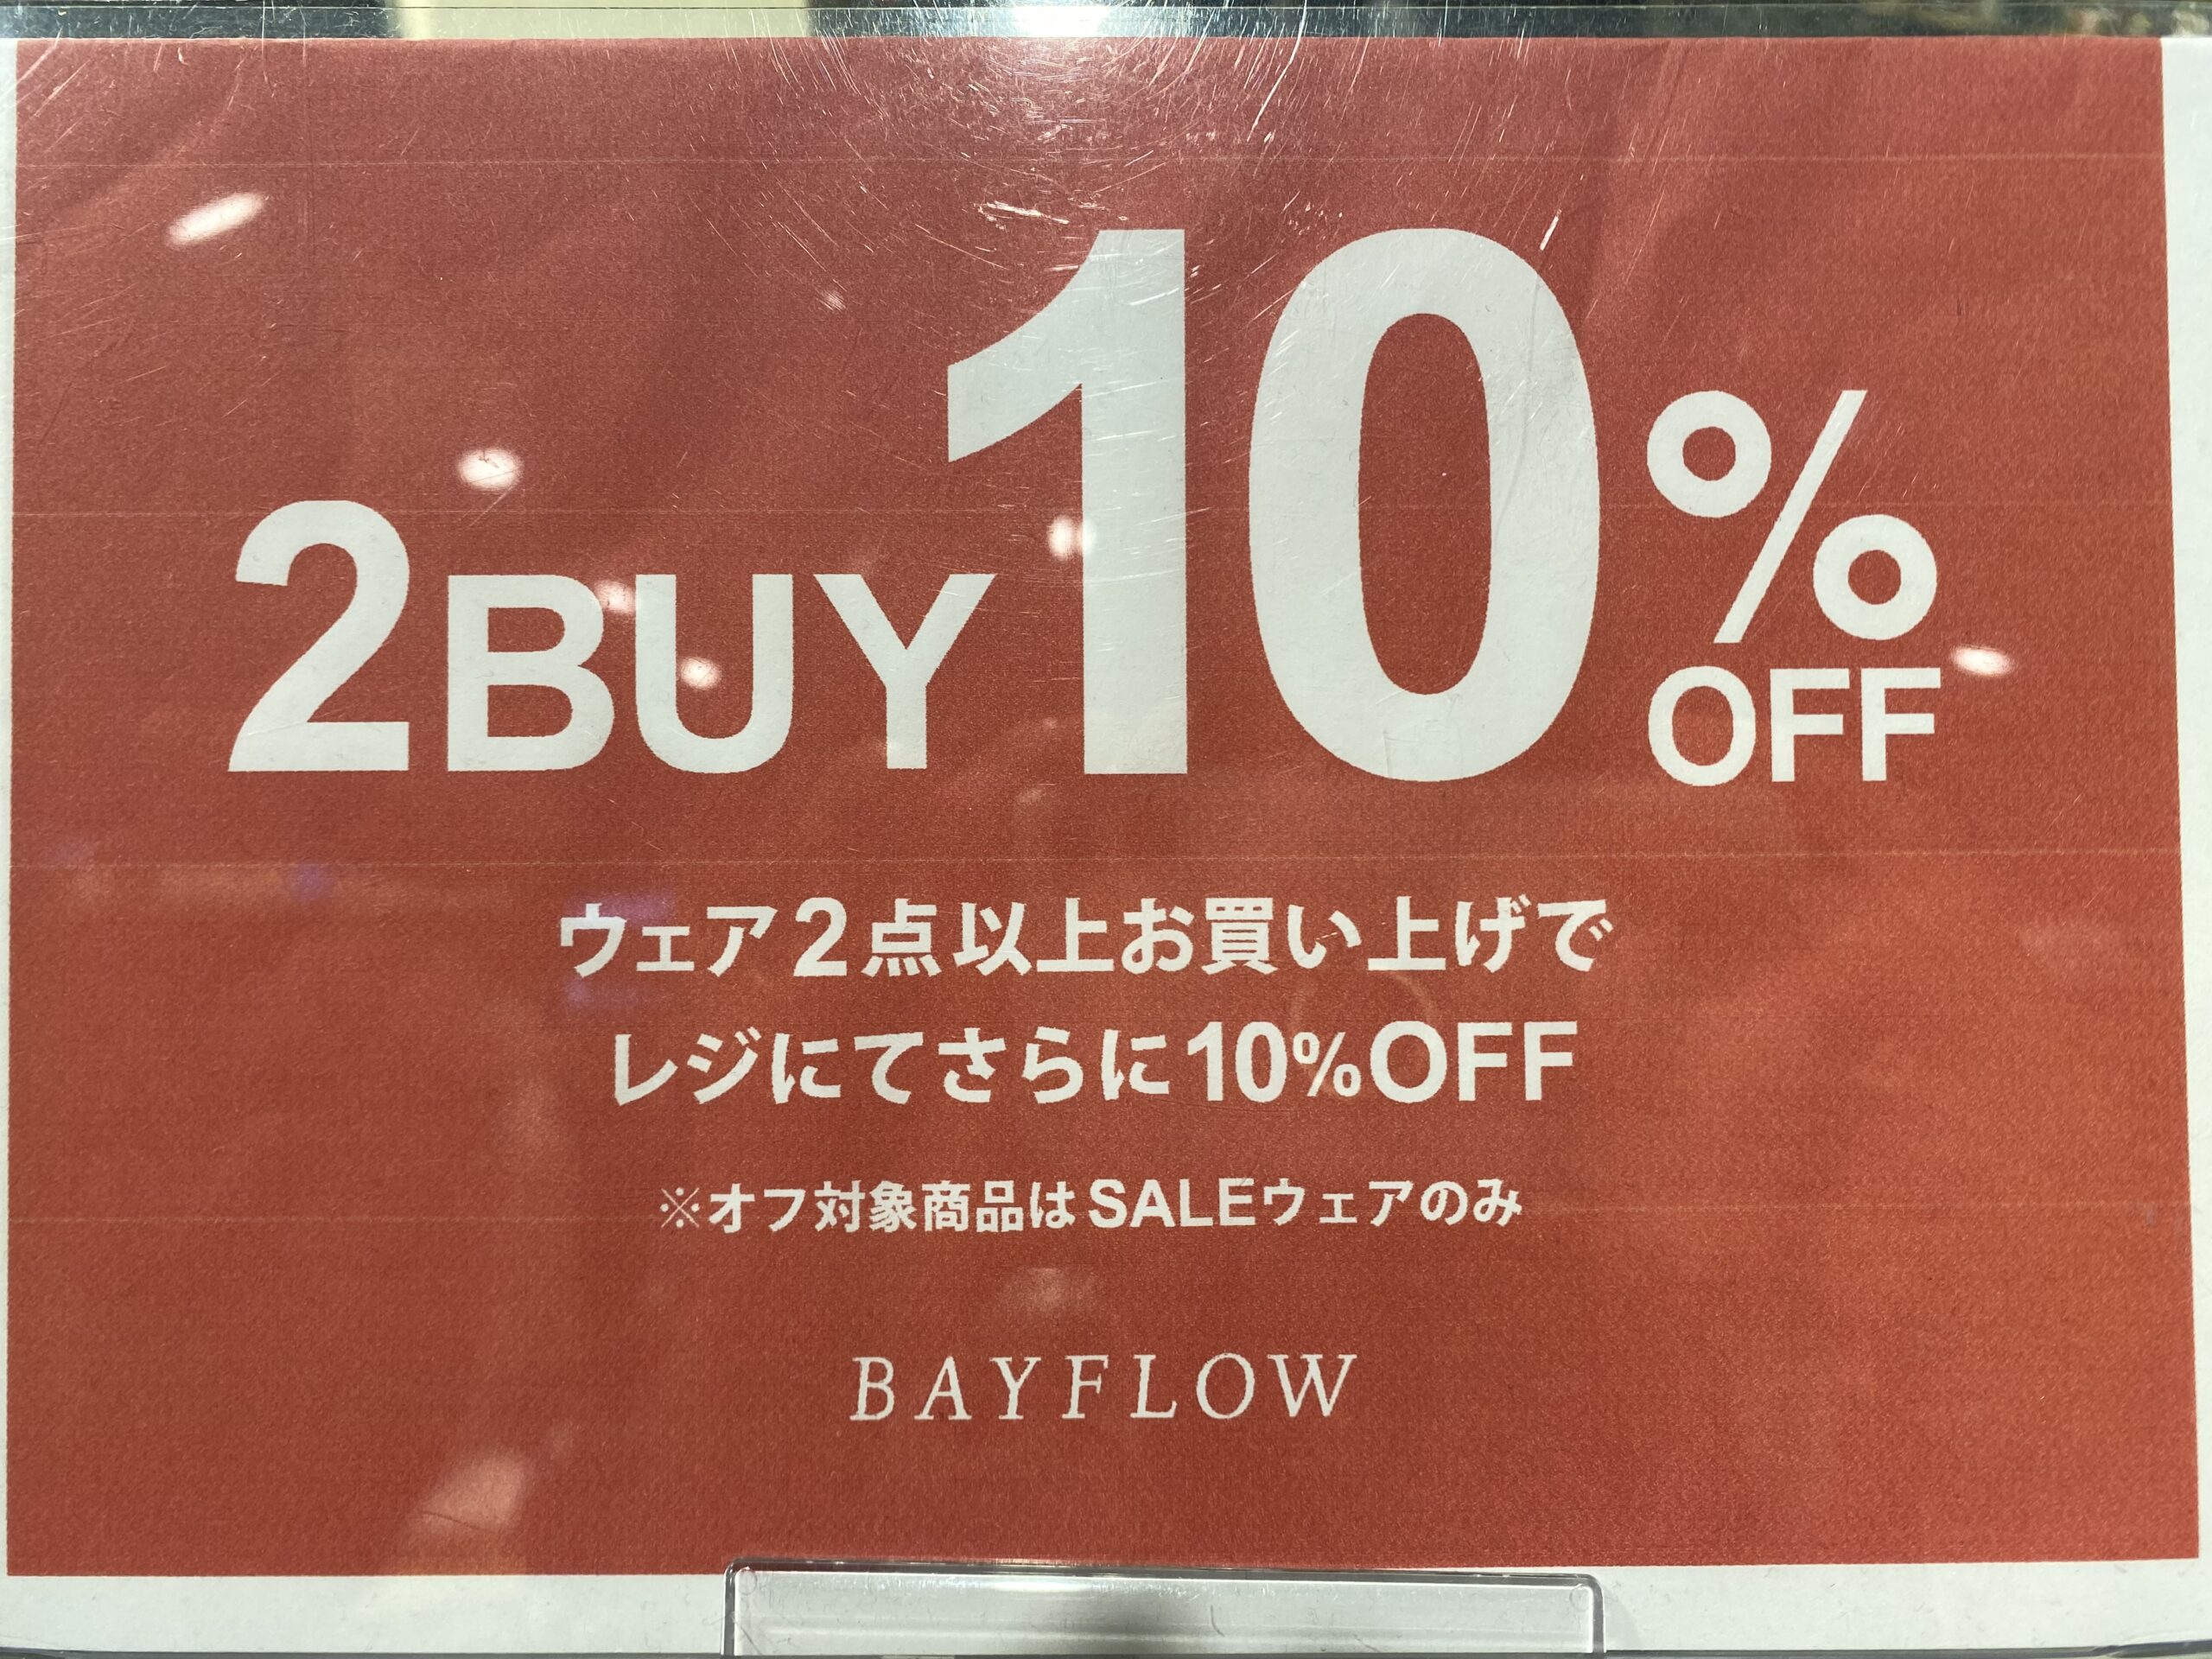 2BUY10%OFF
ウェア2点以上お買い上げで
レジにてさらに10%OFF
※オフ対象商品はSALEウェアのみ
BAYFLOW